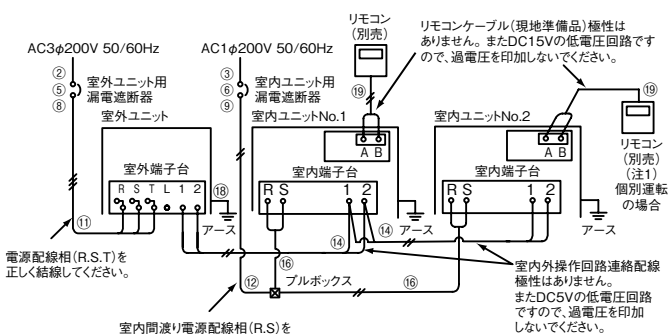 リモコン
(別売)
リモコンケーブル(現地準備品)極性は
ありません。またDC15Vの低電圧回路です
ので、過電圧を印加しないでください。
AC3φ200V 50/60Hz
AC1φ200V 50/60Hz
②
⑤
⑧
室外ユニット用
漏電遮断器
③
⑥
⑨
室内ユニット用
漏電遮断器
⑲
⑲
リモコン
(別売)
(注1)
個別運転
の場合
室外ユニット
室内ユニットNo.1
室内ユニットNo.2
A B
A B
室外端子台
室内端子台
室内端子台
R S T L 1 2
R S 1 2
R S 1 2
⑱
アース
アース
アース
⑪
⑭
⑭
電源配線相(R.S.T)を
正しく結線してください。
⑫
⑯
プルボックス
⑯
室内外操作回路連絡配線
極性はありません。
またDC5Vの低電圧回路
ですので、過電圧を印加
しないでください。
室内間渡り電源配線相(R.S)を